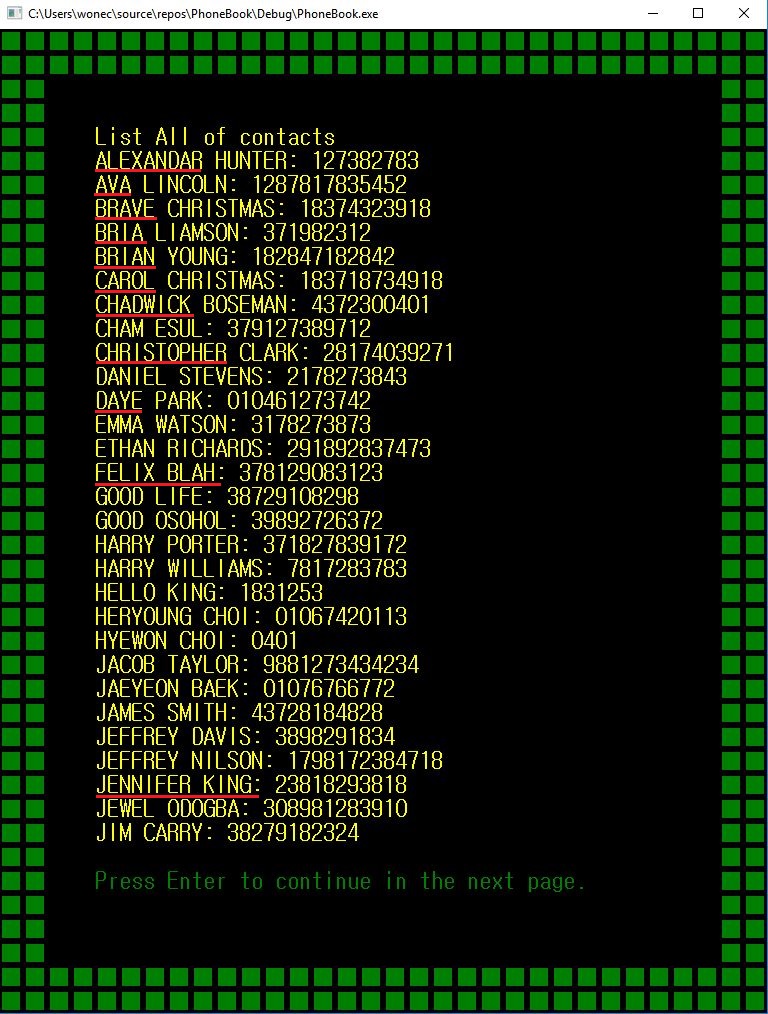 C:\Users\wonec\source\repos\PhoneBook\Debug\PhoneBook.exe
List All of contacts
ALEXANDAR HUNTER: 127382783
AVA LINCOLN: 1287817835452
BRAVE CHRISTMAS: 18374323918
BRIA LIAMSON: 371982312
BRIAN YOUNG: 182847182842
CAROL CHRISTMAS: 183718734918
CHADWICK BOSEMAN: 4372300401
CHAM ESUL: 379127389712
CHRISTOPHER CLARK: 28174039271
DANIEL STEVENS: 2178273843
DAYE PARK: 010461273742
EMMA WATSON: 3178273873
ETHAN RICHARDS: 291892837473
FELIX BLAH: 378129083123
GOOD LIFE: 38729108298
GOOD OSOHOL: 39892726372
HARRY PORTER: 371827839172
HARRY WILLIAMS: 7817283783
HELLO KING: 1831253
HERYOUNG CHOI: 01067420113
HYEWON CHOI: 0401
JACOB TAYLOR: 9881273434234
JAEYEON BAEK: 01076766772
JAMES SMITH: 43728184828
JEFFREY DAVIS: 3898291834
JEFFREY NILSON: 1798172384718
JENNIFER KING: 23818293818
JEWEL ODOGBA: 308981283910
JIM CARRY: 38279182324
Press Enter to continue in the next page.